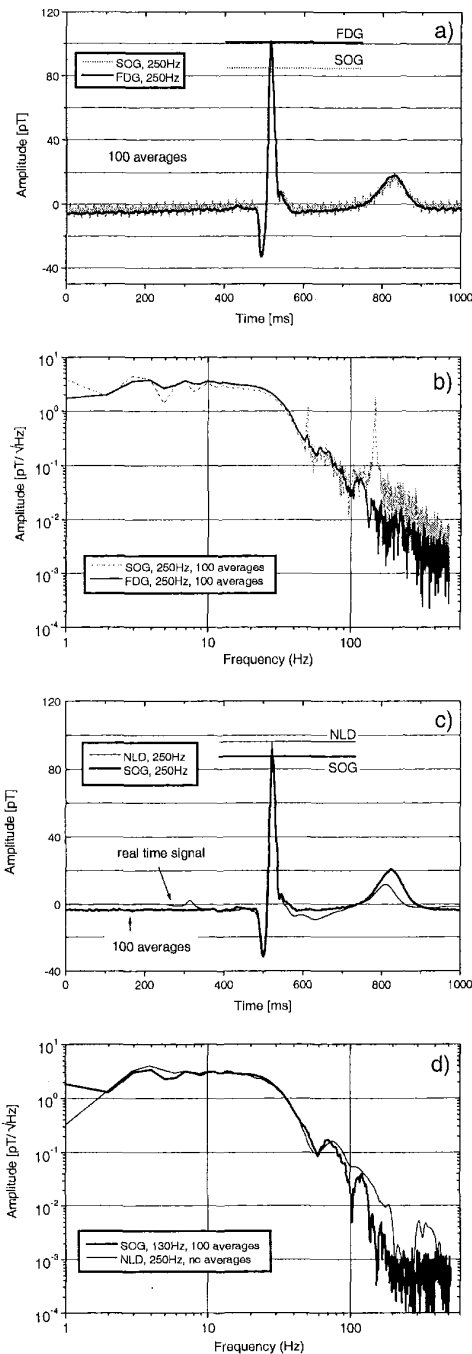 a)
120
100
80
60
40
20
0
-40
Amplitude [pT]
SOG, 250Hz
FDG, 250Hz
FDG
SOG
100 averages
0 200 400 600 800 1000
Time [ms]
b)
10²
10¹
10⁰
10⁻¹
10⁻²
10⁻³
10⁻⁴
Amplitude [pT/√Hz]
SOG, 250Hz, 100 averages
FDG, 250Hz, 100 averages
1 10 100
Frequency (Hz)
c)
120
80
40
0
-40
Amplitude [pT]
NLD, 250Hz
SOG, 250Hz
NLD
SOG
real time signal
100 averages
0 200 400 600 800 1000
Time [ms]
d)
10²
10¹
10⁰
10⁻¹
10⁻²
10⁻³
10⁻⁴
Amplitude [pT/√Hz]
SOG, 130Hz, 100 averages
NLD, 250Hz, no averages
1 10 100
Frequency (Hz)